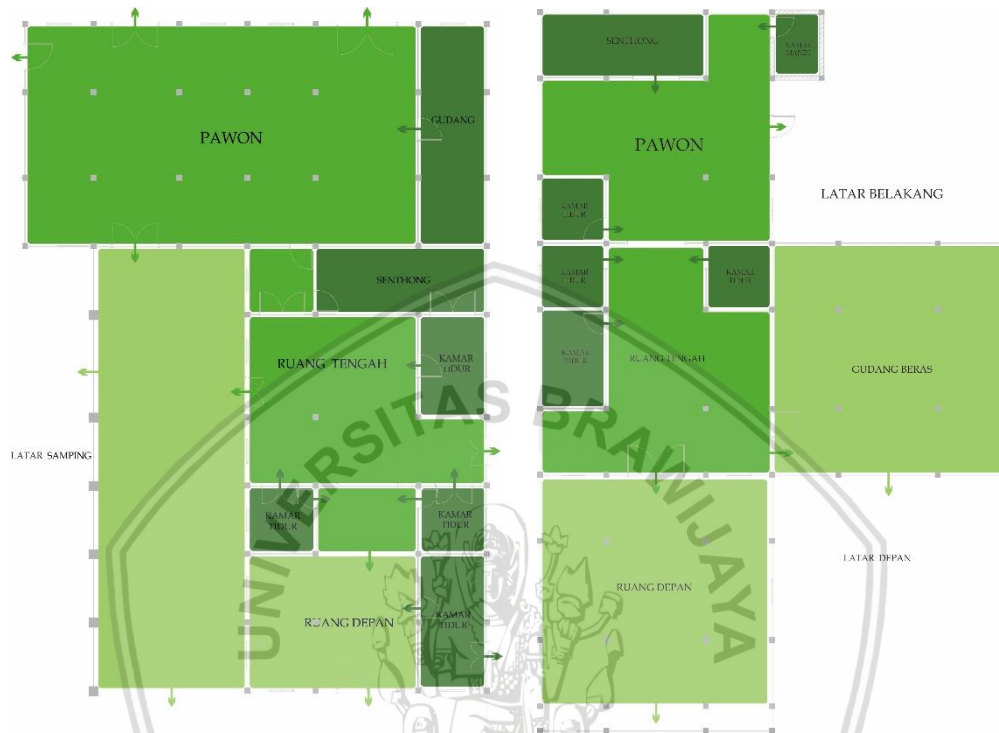 PAWON
GUDANG
SENTHONG
RUANG TENGAH
KAMAR
TIDUR
LATAR SAMPING
KAMAR
TIDUR
KAMAR
TIDUR
RUANG DEPAN
KAMAR
TIDUR
SENTHONG
KAMAR
MANDI
PAWON
LATAR BELAKANG
KAMAR
TIDUR
KAMAR
TIDUR
KAMAR
TIDUR
KAMAR
TIDUR
RUANG TENGAH
GUDANG BERAS
RUANG DEPAN
LATAR DEPAN
UNIVERSITAS BRAWIJAYA